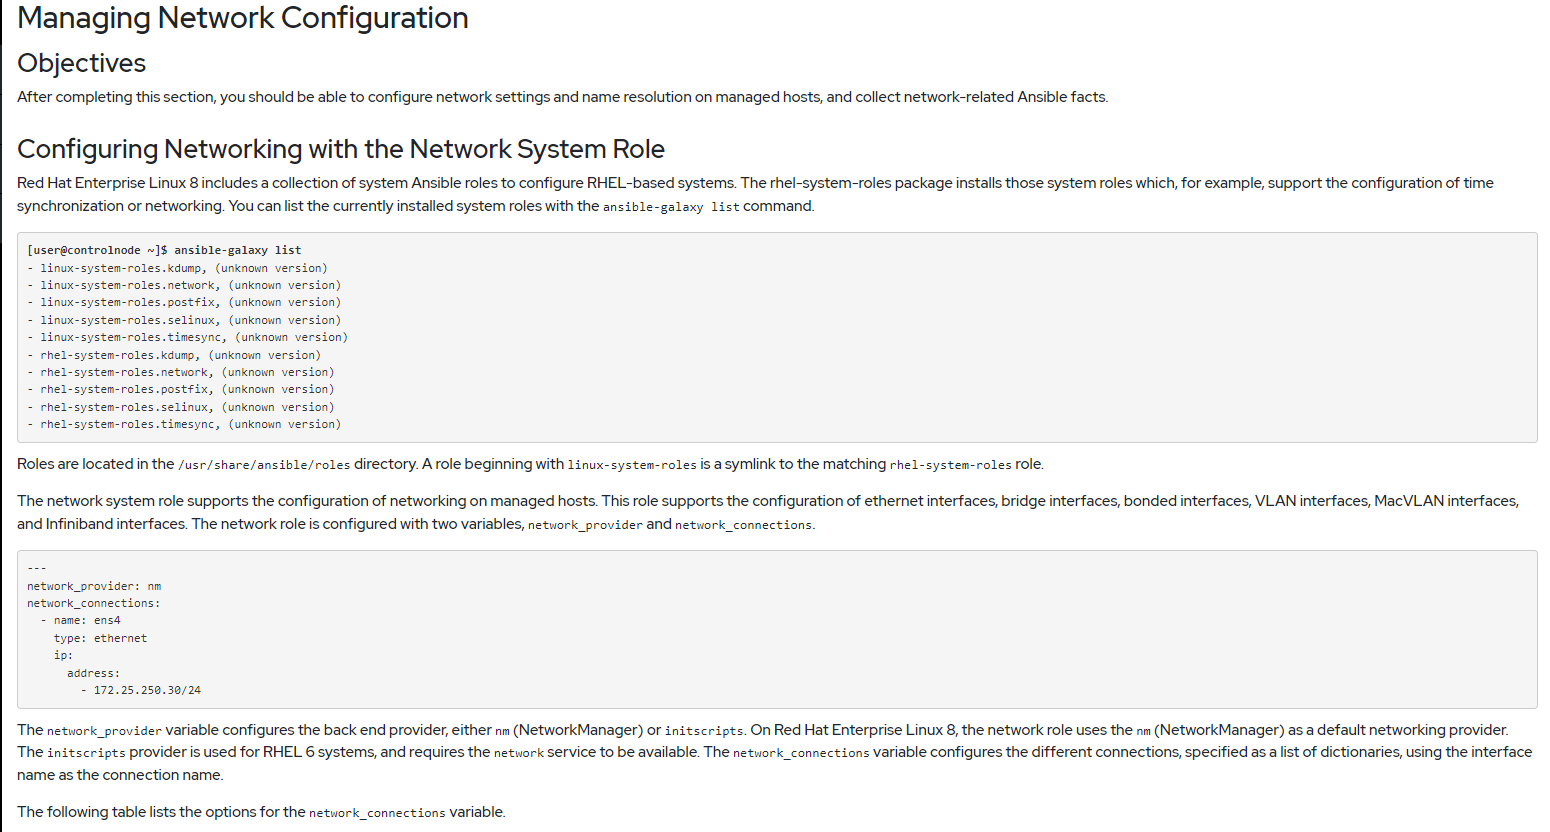 Managing Network Configuration
Objectives
After completing this section, you should be able to configure network settings and name resolution on managed hosts, and collect network-related Ansible facts.
Configuring Networking with the Network System Role
Red Hat Enterprise Linux 8 includes a collection of system Ansible roles to configure RHEL-based systems. The rhel-system-roles package installs those system roles which, for example, support the configuration of time
synchronization or networking. You can list the currently installed system roles with the ansible-galaxy list command.
[user@controlnode ~]$ ansible-galaxy list
- linux-system-roles.kdump, (unknown version)
- linux-system-roles.network, (unknown version)
- linux-system-roles.postfix, (unknown version)
- linux-system-roles.selinux, (unknown version)
- linux-system-roles.timesync, (unknown version)
- rhel-system-roles.kdump, (unknown version)
- rhel-system-roles.network, (unknown version)
- rhel-system-roles.postfix, (unknown version)
- rhel-system-roles.selinux, (unknown version)
- rhel-system-roles.timesync, (unknown version)
Roles are located in the /usr/share/ansible/roles directory. A role beginning with linux-system-roles is a symlink to the matching rhel-system-roles role.
The network system role supports the configuration of networking on managed hosts. This role supports the configuration of ethernet interfaces, bridge interfaces, bonded interfaces, VLAN interfaces, MacVLAN interfaces,
and Infiniband interfaces. The network role is configured with two variables, network_provider and network_connections.
---
network_provider: nm
network_connections:
  - name: ens4
    type: ethernet
    ip:
      address:
        - 172.25.250.30/24
The network_provider variable configures the back end provider, either nm (NetworkManager) or initscripts. On Red Hat Enterprise Linux 8, the network role uses the nm (NetworkManager) as a default networking provider.
The initscripts provider is used for RHEL 6 systems, and requires the network service to be available. The network_connections variable configures the different connections, specified as a list of dictionaries, using the interface
name as the connection name.
The following table lists the options for the network_connections variable.